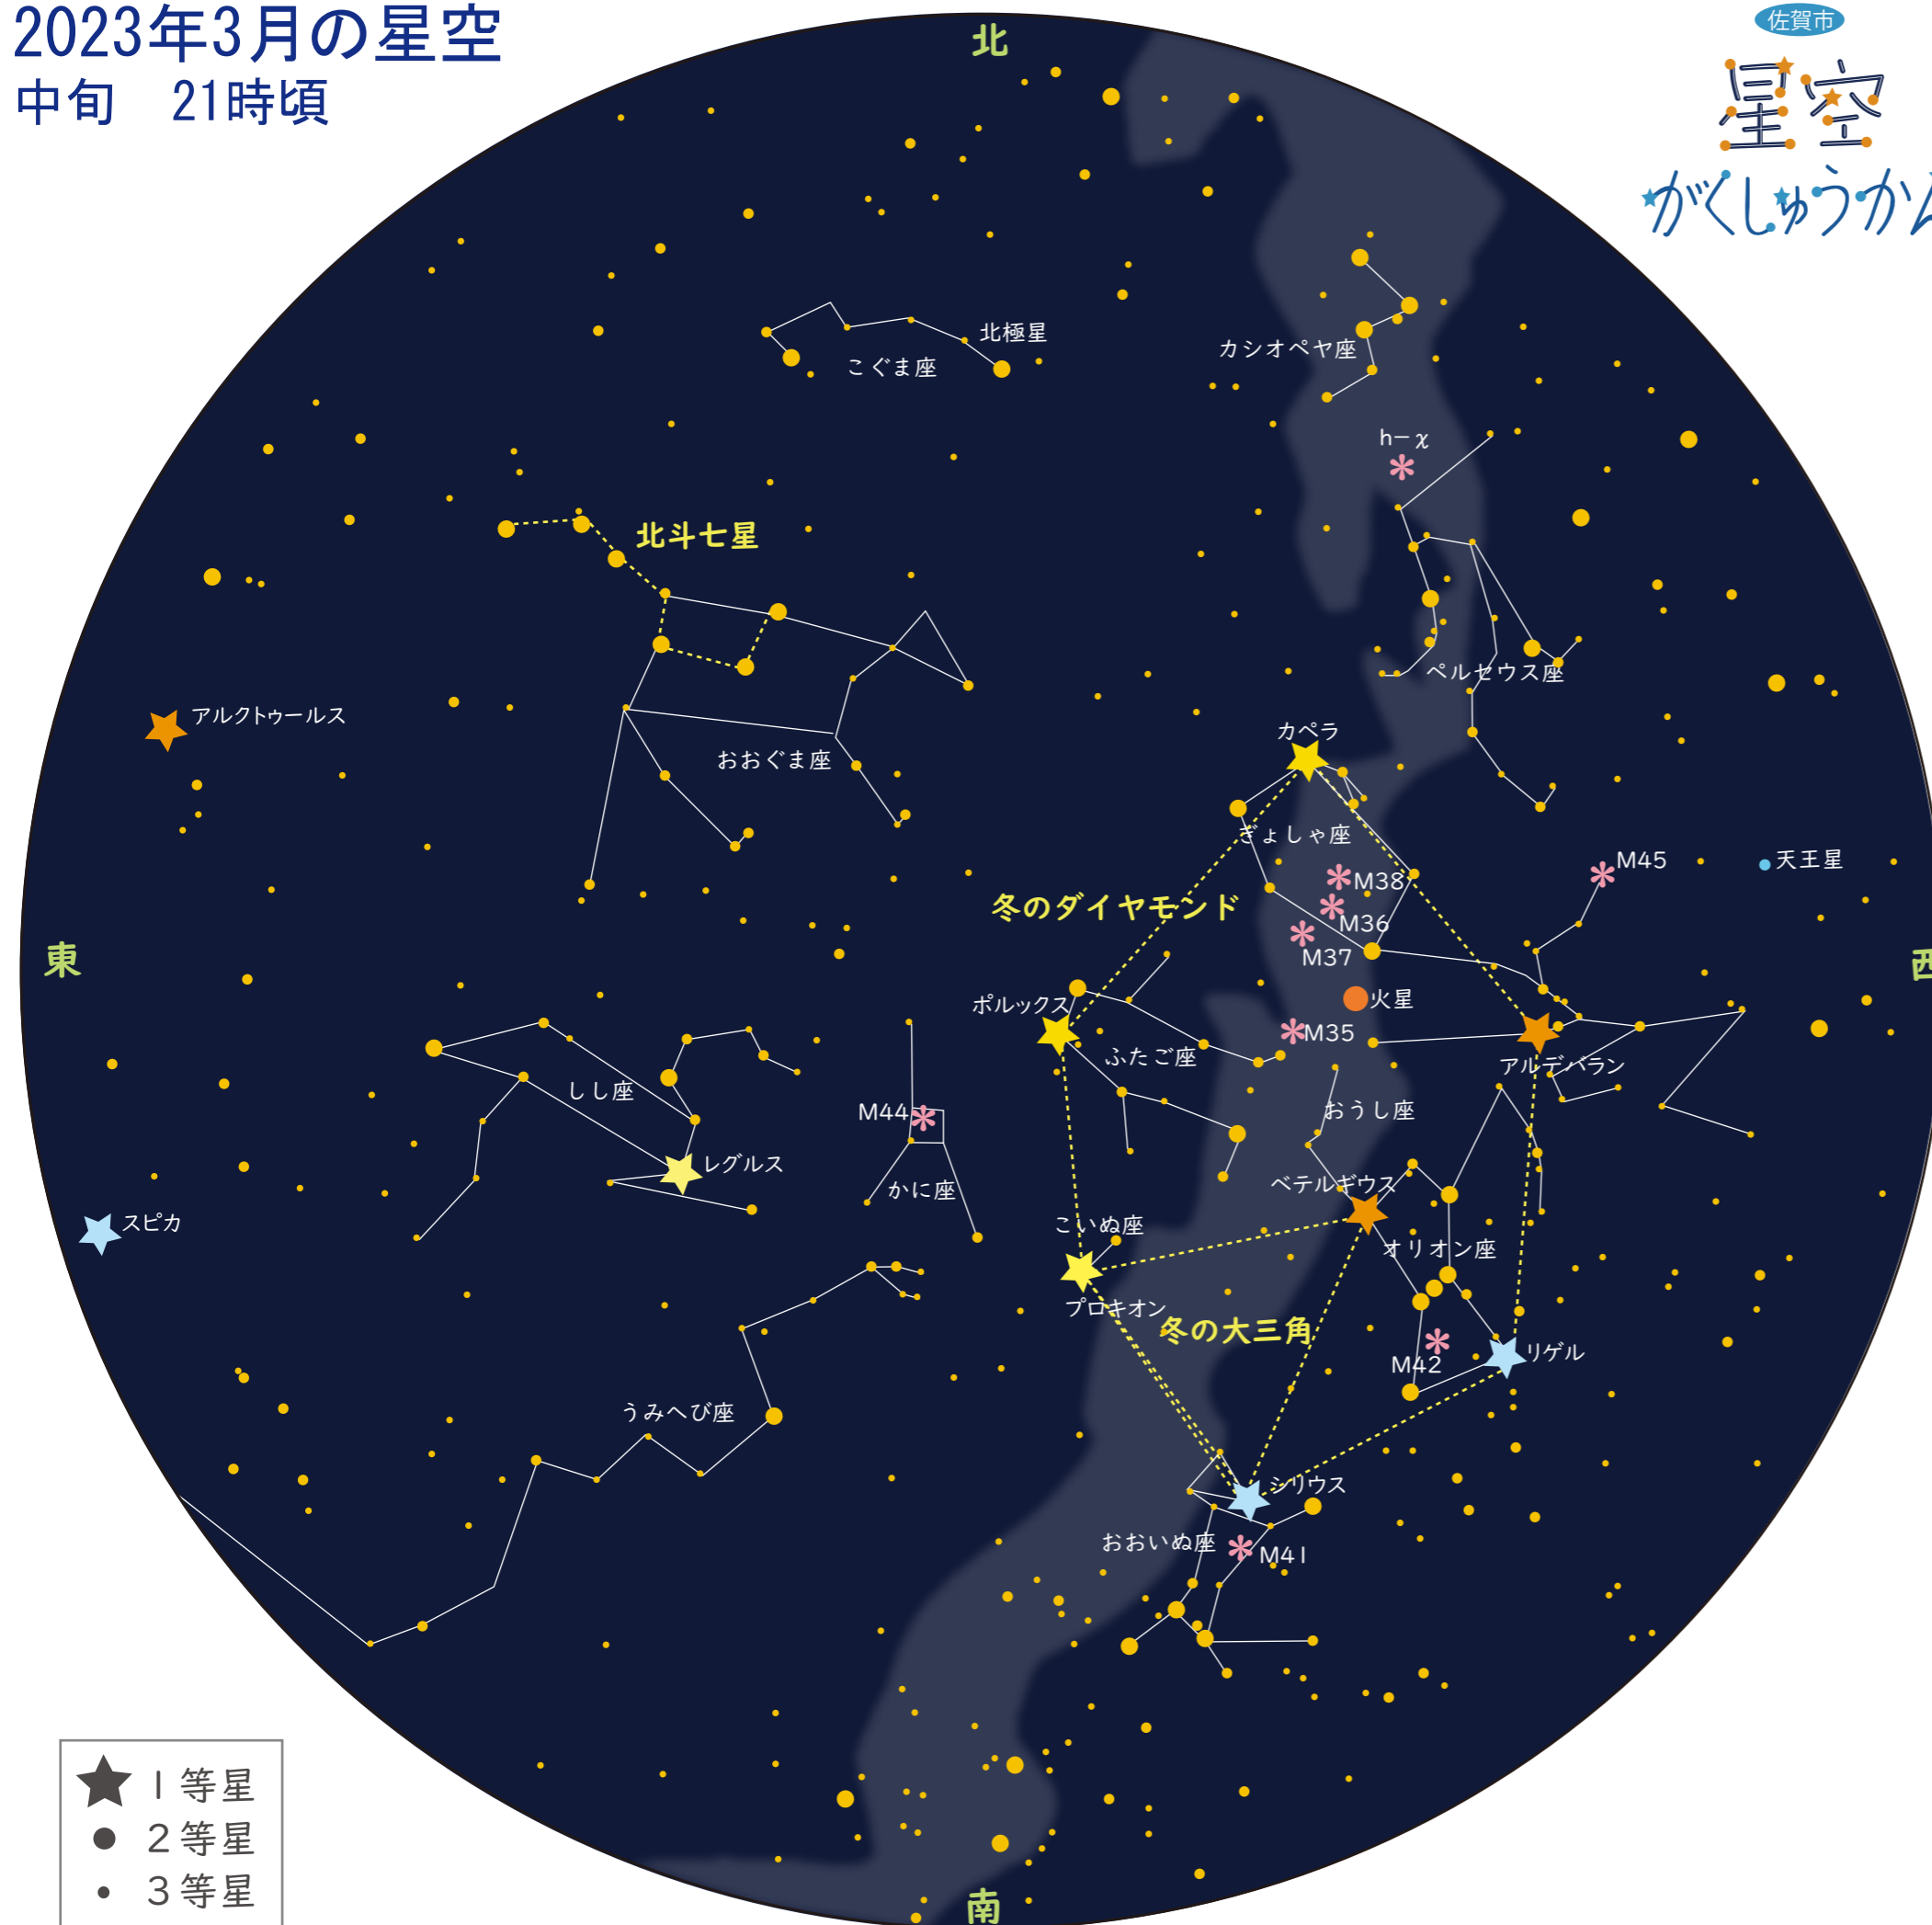 2023年3月の星空
中旬　21時頃
佐賀市
星空
がくしゅうかん
北
北極星
こぐま座
カシオペヤ座
h－χ
北斗七星
ペルセウス座
アルクトゥールス
おおぐま座
カペラ
ぎょしゃ座
M45
天王星
M38
冬のダイヤモンド
M36
M37
東
西
ポルックス
火星
M35
ふたご座
アルデバラン
しし座
M44
おうし座
レグルス
かに座
ベテルギウス
スピカ
こいぬ座
オリオン座
プロキオン
冬の大三角
M42
リゲル
うみへび座
シリウス
おおいぬ座
M41
南
1等星
2等星
3等星